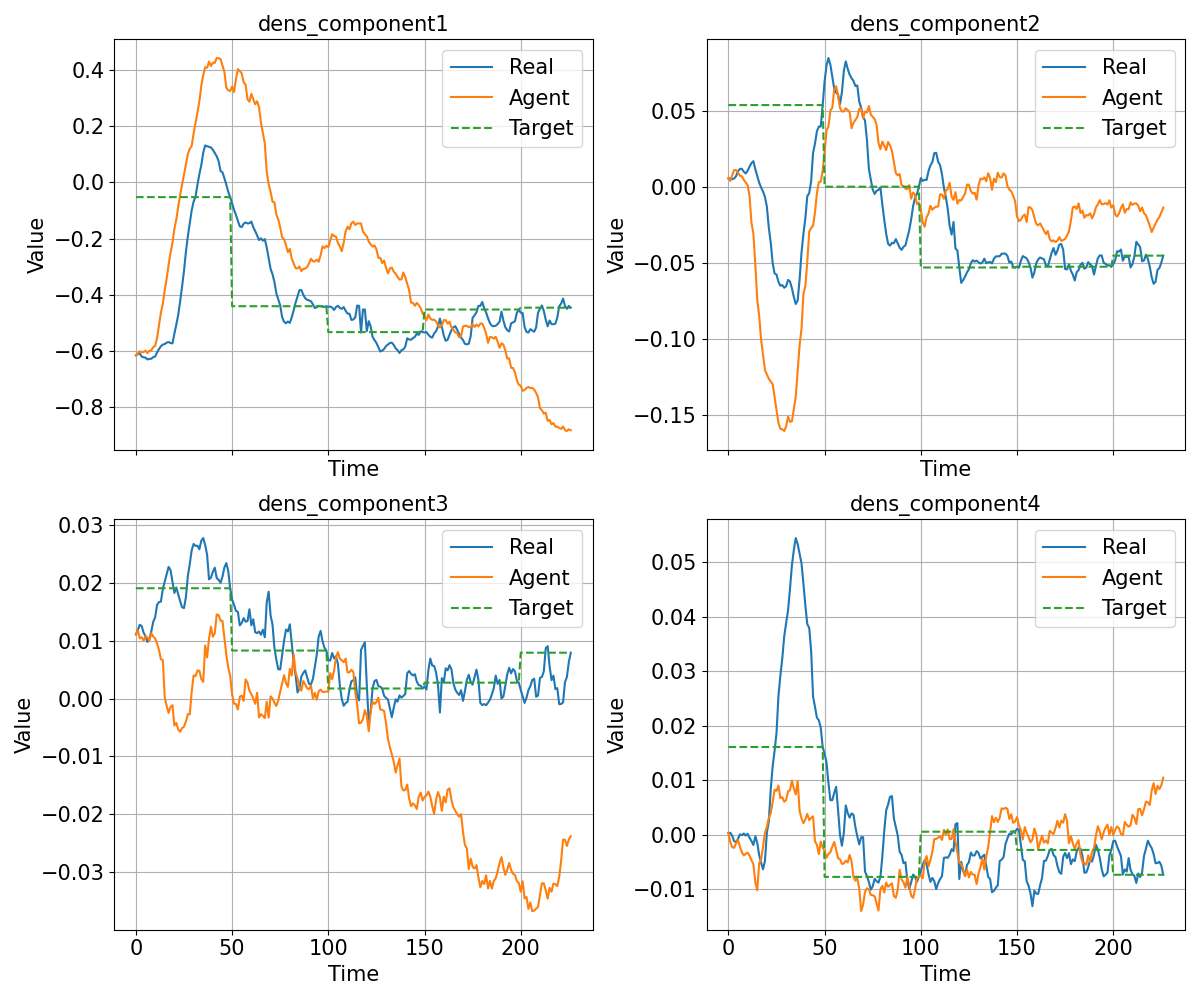 dens_component1
0.4
0.2
0.0
−0.2
−0.4
−0.6
−0.8
Value
Time
Real
Agent
Target
dens_component2
0.05
0.00
−0.05
−0.10
−0.15
Value
Time
Real
Agent
Target
dens_component3
0.03
0.02
0.01
0.00
−0.01
−0.02
−0.03
Value
0 50 100 150 200
Time
Real
Agent
Target
dens_component4
0.05
0.04
0.03
0.02
0.01
0.00
−0.01
Value
0 50 100 150 200
Time
Real
Agent
Target